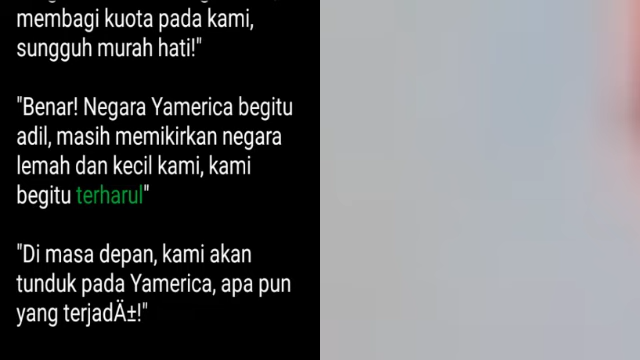 membagi kuota pada kami,
sungguh murah hati!"
"Benar! Negara Yamerica begitu
adil, masih memikirkan negara
lemah dan kecil kami, kami
begitu terharul"
"Di masa depan, kami akan
tunduk pada Yamerica, apa pun
yang terjadÄ±!"